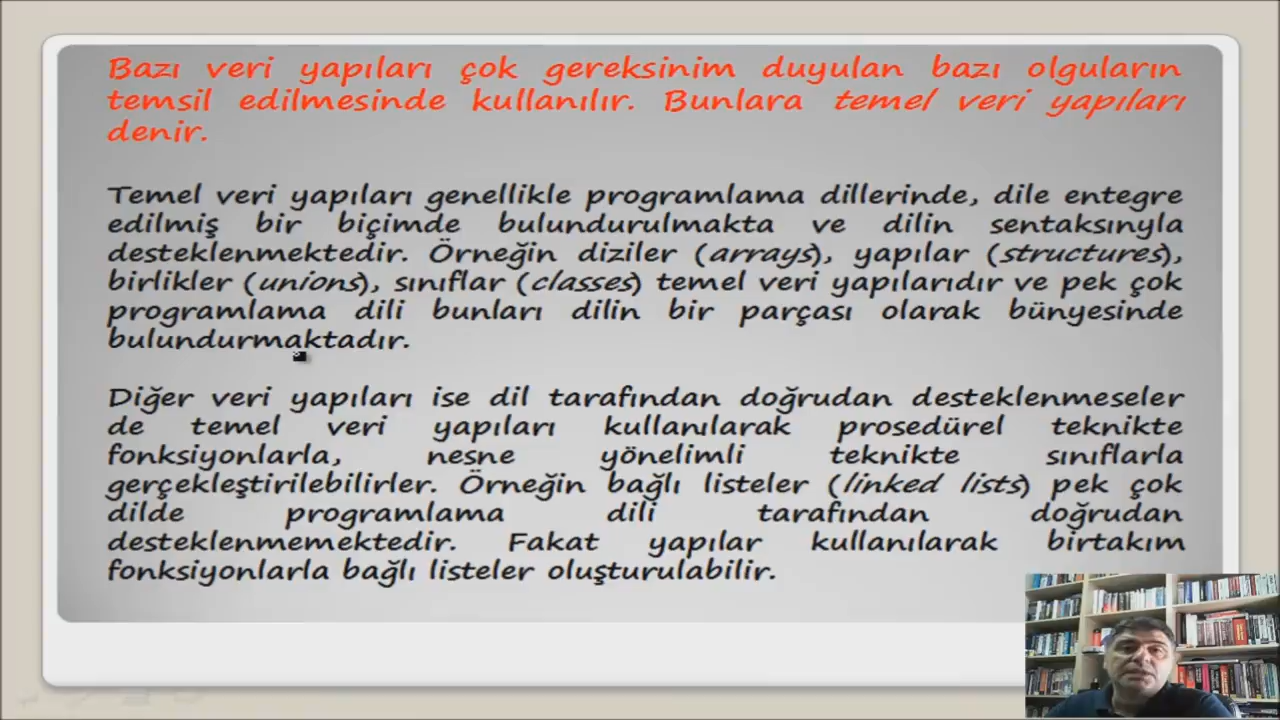 Bazı veri yapıları çok gereksinim duyulan bazı olguların
temsil edilmesinde kullanılır. Bunlara temel veri yapıları
denir.
Temel veri yapıları genellikle programlama dillerinde, dile entegre
edilmiş bir biçimde bulundurulmakta ve dilin sentaksınyla
desteklenmektedir. Örneğin diziler (arrays), yapılar (structures),
birlikler (unions), sınıflar (classes) temel veri yapılarıdır ve pek çok
programlama dili bunları dilin bir parçası olarak bünyesinde
bulundurmaktadır.
Diğer veri yapıları ise dil tarafından doğrudan desteklenmeseler
de temel veri yapıları kullanılarak prosedürel teknikte
fonksiyonlarla, nesne yönelimli teknikte sınıflarla
gerçekleştirilebilirler. Örneğin bağlı listeler (linked lists) pek çok
dilde programlama dili tarafından doğrudan
desteklenmemektedir. Fakat yapılar kullanılarak birtakım
fonksiyonlarla bağlı listeler oluşturulabilir.